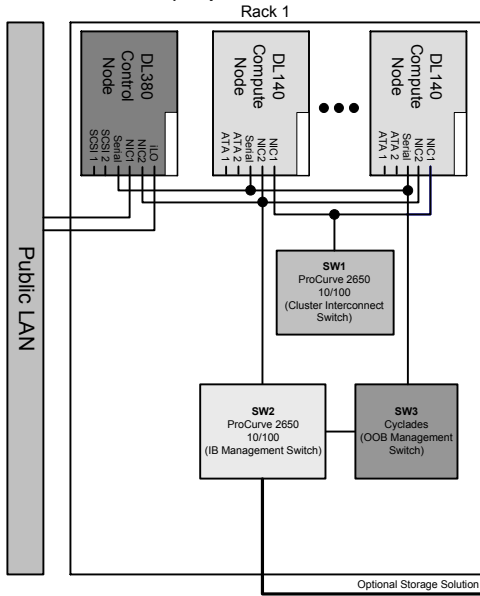 Rack 1
DL380
Control
Node
iLO
NIC2
NIC1
Serial
SCSI 2
SCSI 1
DL140
Compute
Node
NIC1
NIC2
Serial
ATA 2
ATA 1
DL140
Compute
Node
NIC1
NIC2
Serial
ATA 2
ATA 1
Public LAN
SW1
ProCurve 2650
10/100
(Cluster Interconnect
Switch)
SW2
ProCurve 2650
10/100
(IB Management Switch)
SW3
Cyclades
(OOB Management
Switch)
Optional Storage Solution